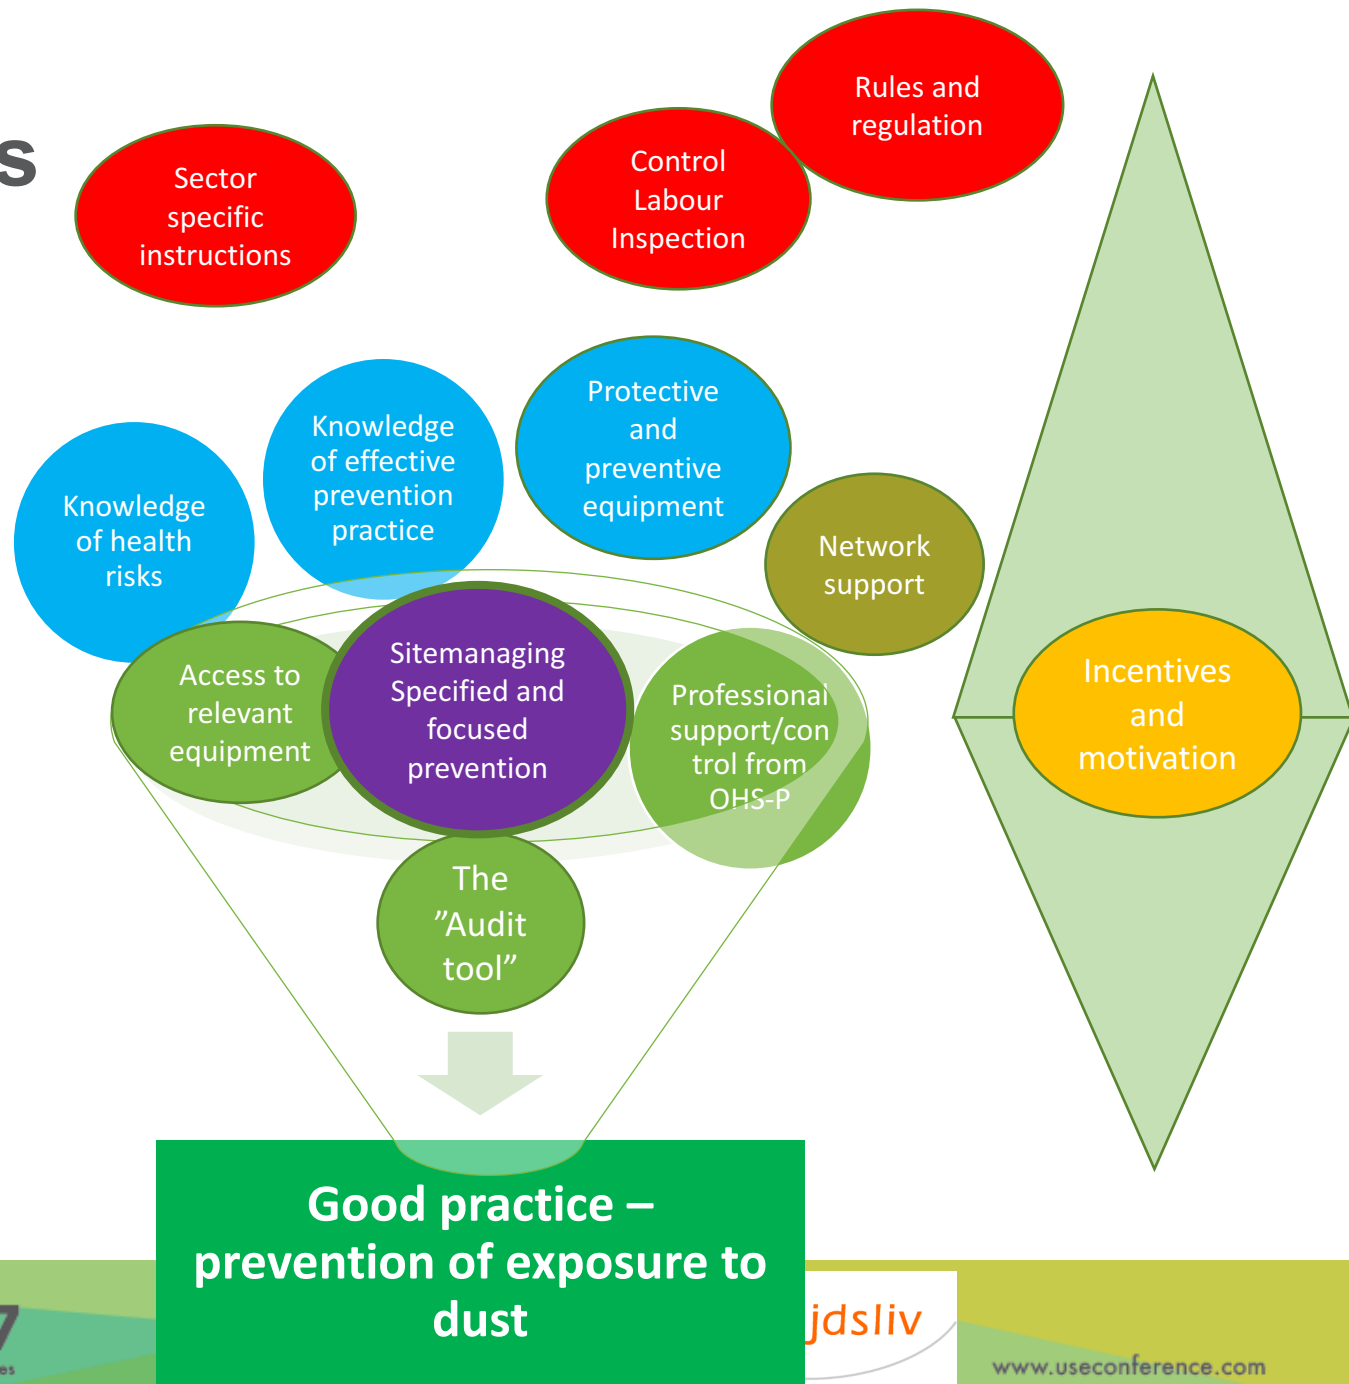 s
Rules and
regulation
Control
Labour
Inspection
Sector
specific
instructions
Protective
and
preventive
equipment
Knowledge
of effective
prevention
practice
Knowledge
of health
risks
Network
support
Access to
relevant
equipment
Sitemanaging
Specified and
focused
prevention
Professional
support/con
trol from
OHS-P
Incentives
and
motivation
The
”Audit
tool”
Good practice –
prevention of exposure to
dust
7
es
jdsliv
www.useconference.com